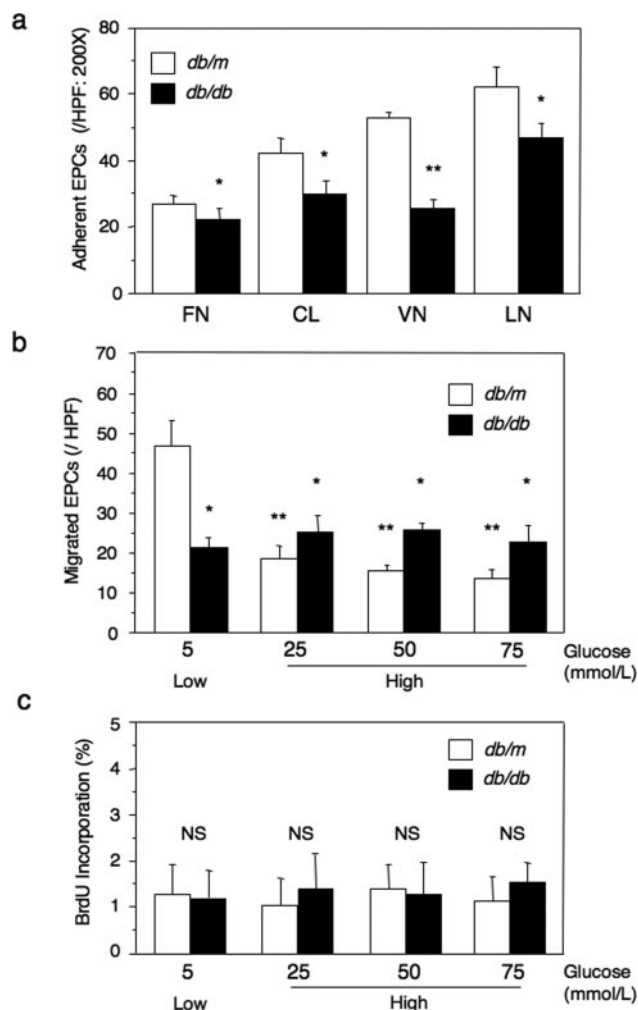 a
Adherent EPCs (/HPF: 200X)
80
60
40
20
0
db/m
db/db
*
*
**
*
FN CL VN LN
b
Migrated EPCs (/ HPF)
70
60
50
40
30
20
10
0
db/m
db/db
*
**
*
**
*
**
*
5 25 50 75 Glucose
(mmol/L)
Low High
c
BrdU Incorporation (%)
5
4
3
2
1
0
db/m
db/db
NS NS NS NS
5 25 50 75 Glucose
(mmol/L)
Low High